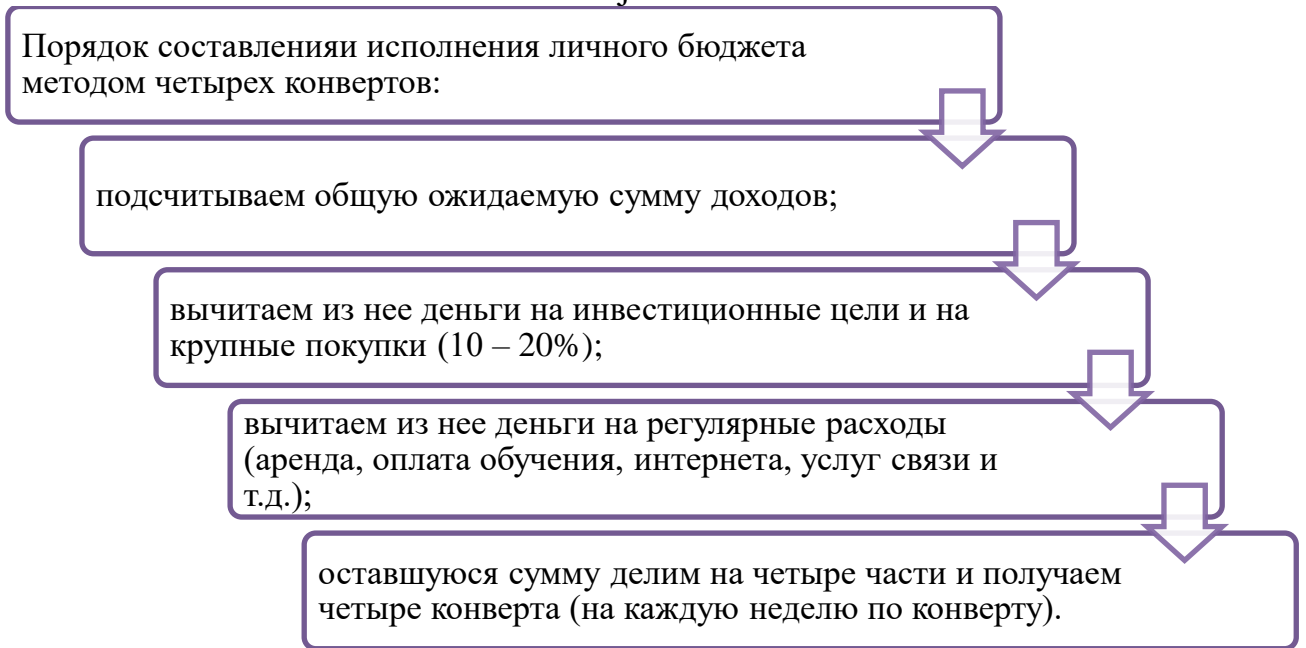 Порядок составленияи исполнения личного бюджета
методом четырех конвертов:
подсчитываем общую ожидаемую сумму доходов;
вычитаем из нее деньги на инвестиционные цели и на
крупные покупки (10 – 20%);
вычитаем из нее деньги на регулярные расходы
(аренда, оплата обучения, интернета, услуг связи и
т.д.);
оставшуюся сумму делим на четыре части и получаем
четыре конверта (на каждую неделю по конверту).